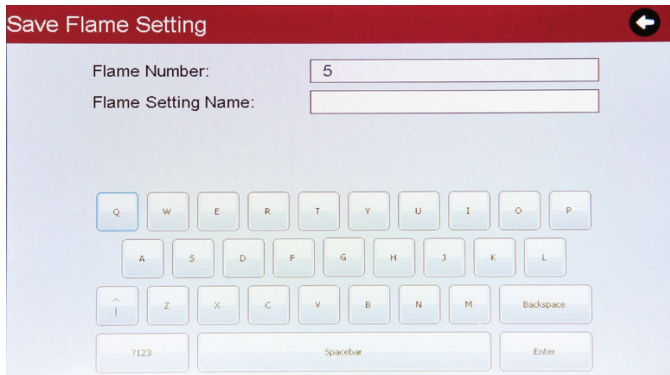 Save Flame Setting
Flame Number: 5
Flame Setting Name:
Q W E R T Y U I O P
A S D F G H J K L
^ Z X C V B N M Backspace
?123 Spacebar Enter